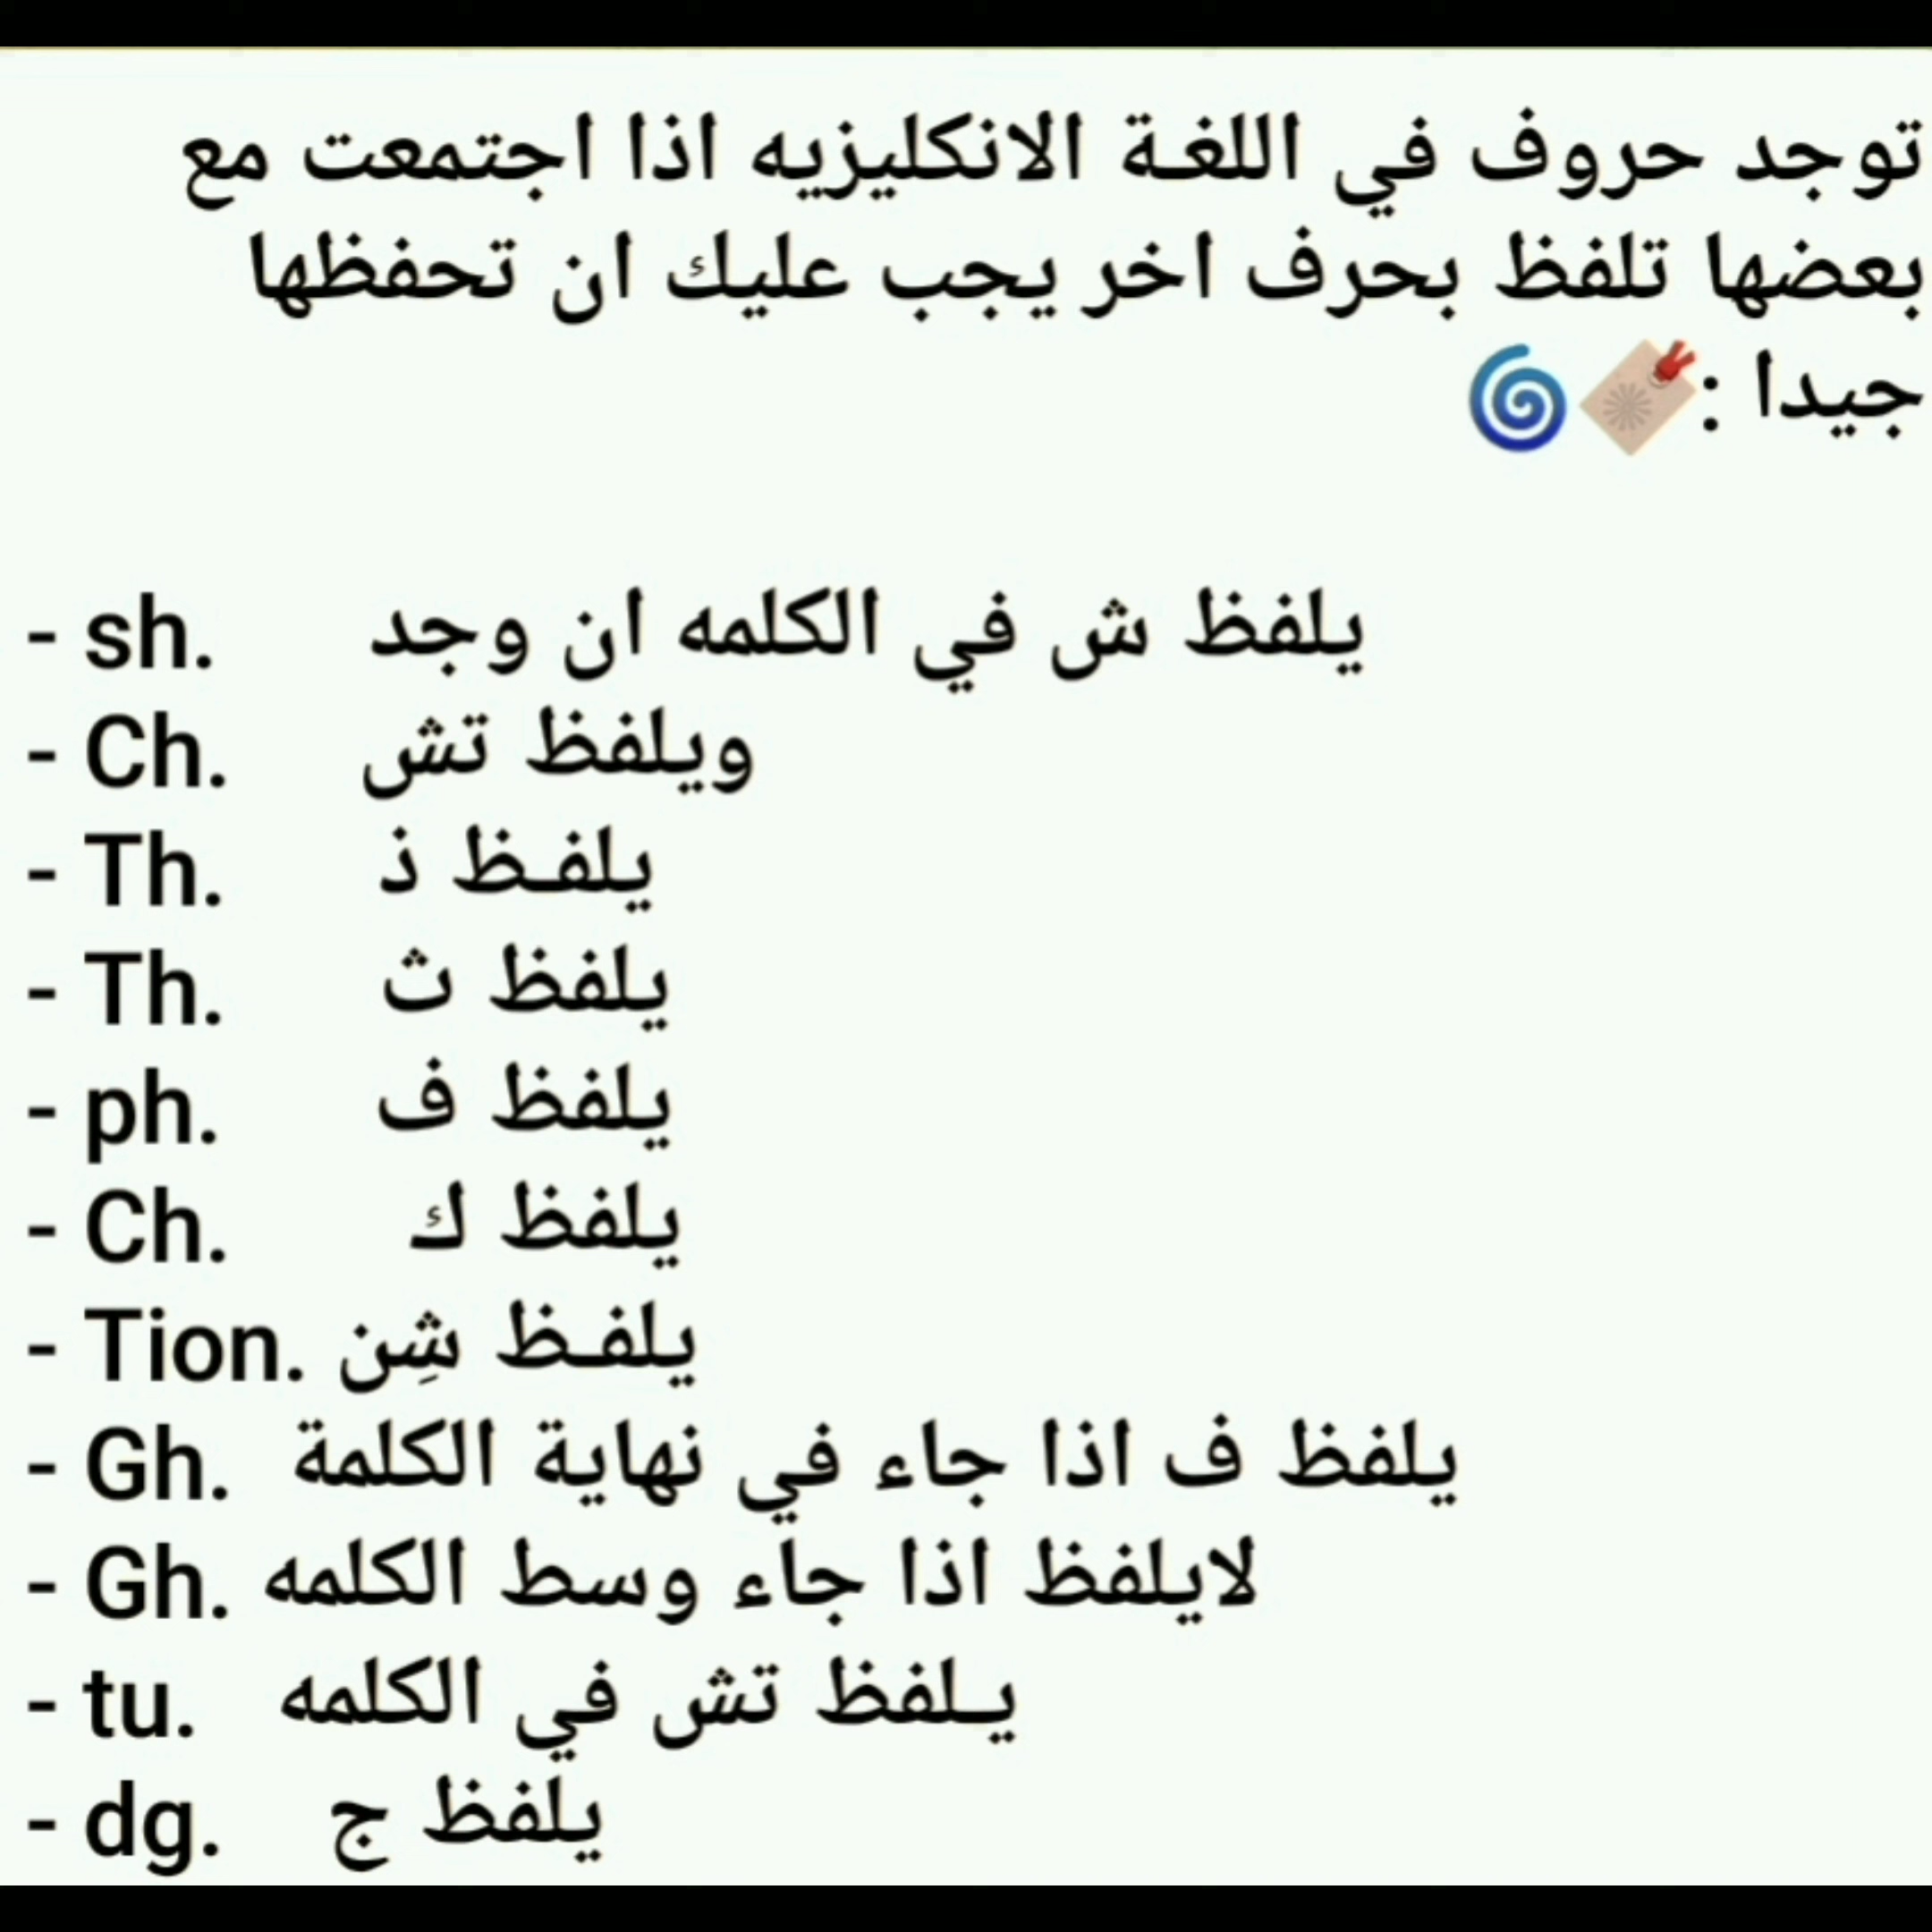 توجد حروف في اللغة الانكليزيه اذا اجتمعت مع
بعضها تلفظ بحرف اخر يجب عليك ان تحفظها
جيدا :
- sh. يلفظ ش في الكلمه ان وجد
- Ch. ويلفظ تش
- Th. يلفـظ ذ
- Th. يلفظ ث
- ph. يلفظ ف
- Ch. يلفظ ك
- Tion. يلفـظ شِن
- Gh. يلفظ ف اذا جاء في نهاية الكلمة
- Gh. لايلفظ اذا جاء وسط الكلمه
- tu. يـلفظ تش في الكلمه
- dg. يلفظ ج